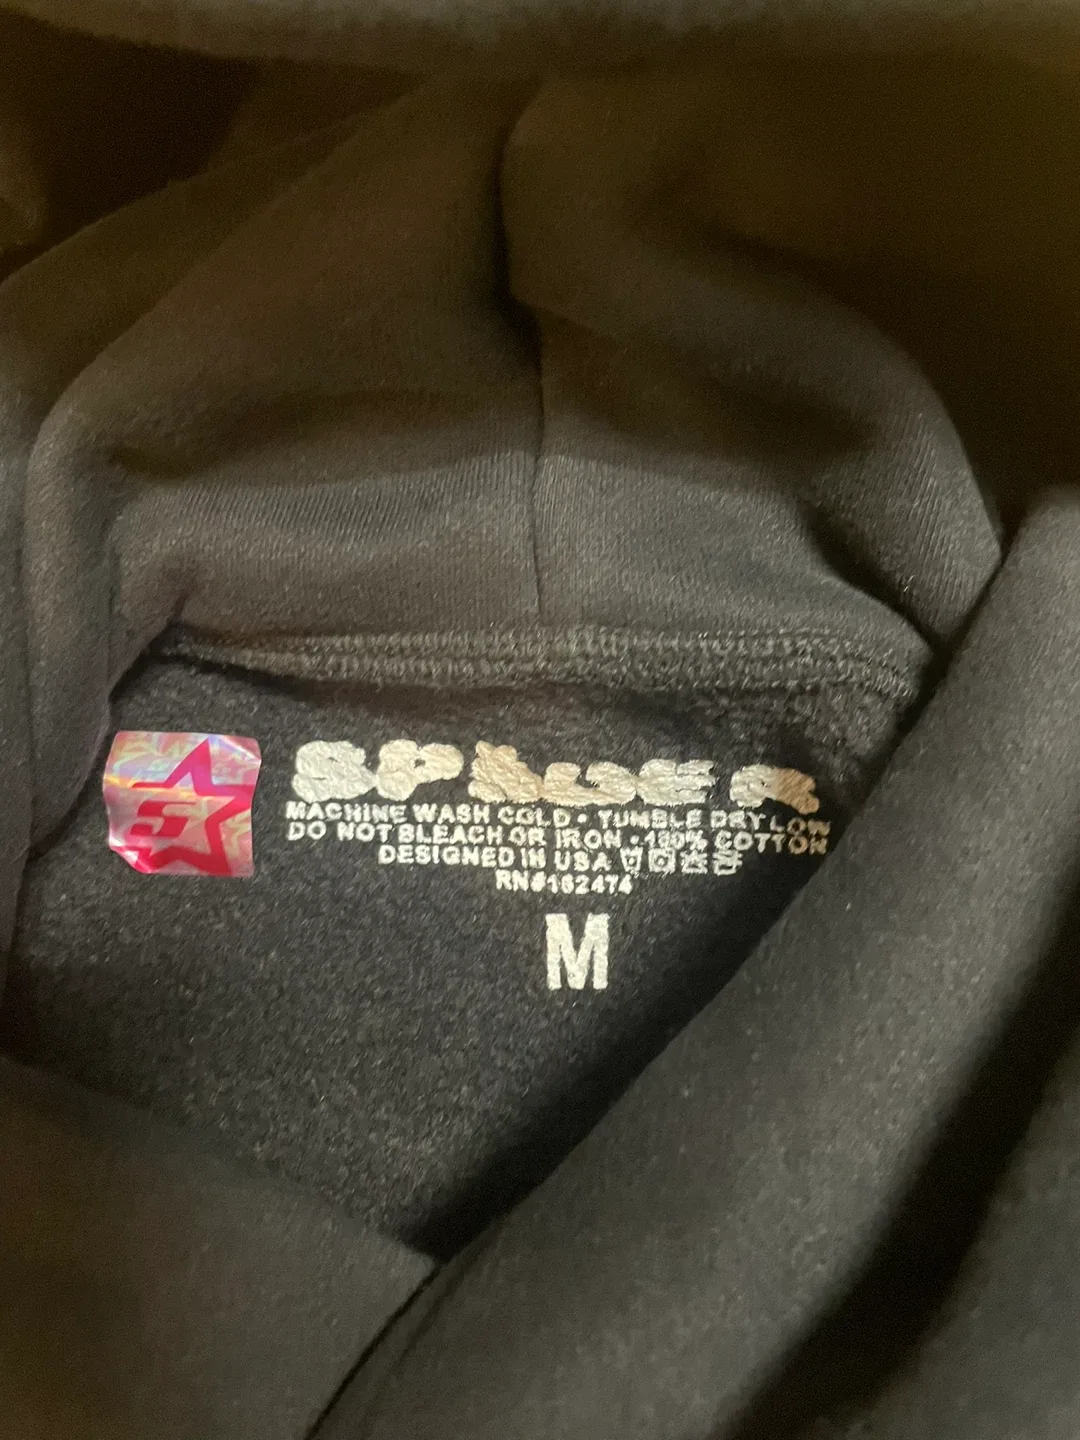 SP5DER
MACHINE WASH COLD • TUMBLE DRY LOW
DO NOT BLEACH OR IRON • 100% COTTON
DESIGNED IN USA
RN#162474
M